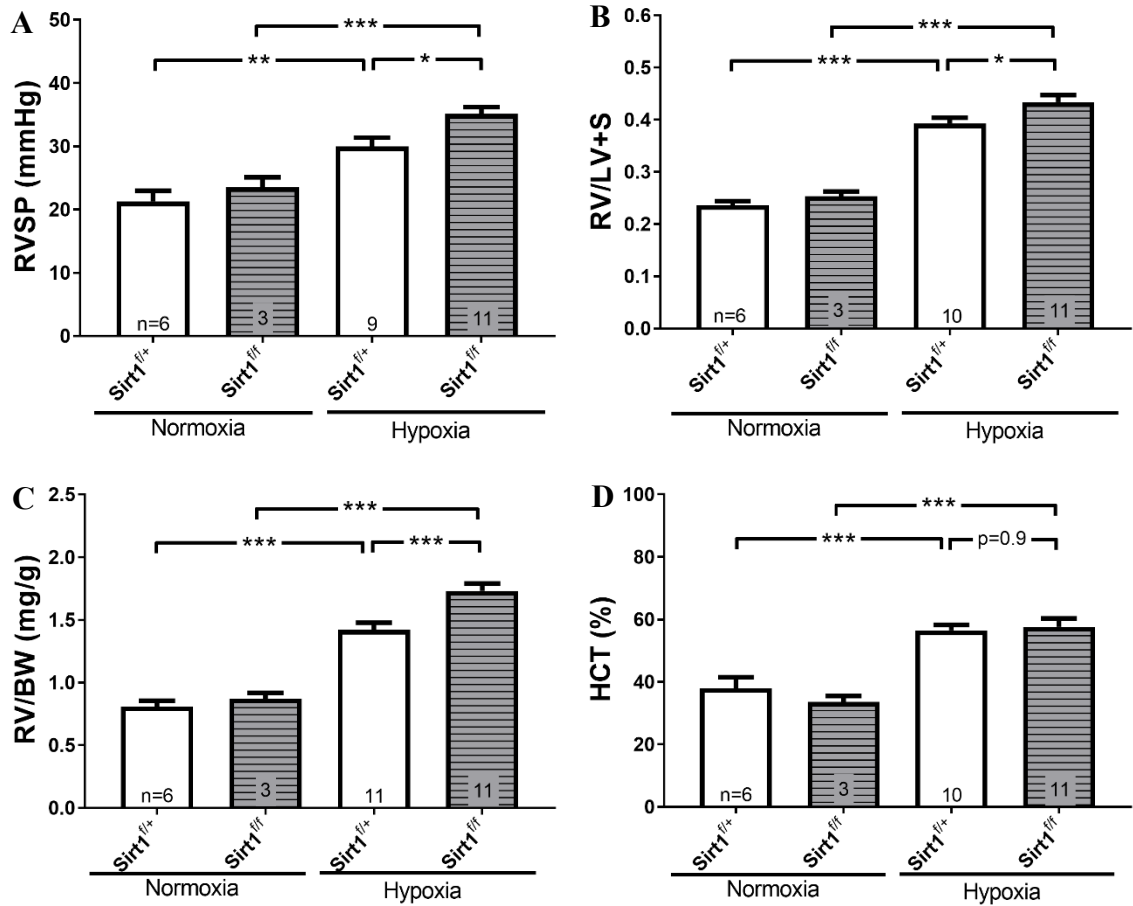 A
RVSP (mmHg)
50
40
30
20
10
0
***
**
*
n=6
3
9
11
Sirt1f/+
Sirt1f/f
Sirt1f/+
Sirt1f/f
Normoxia
Hypoxia
B
RV/LV+S
0.6
0.5
0.4
0.3
0.2
0.1
0.0
***
***
*
n=6
3
10
11
Sirt1f/+
Sirt1f/f
Sirt1f/+
Sirt1f/f
Normoxia
Hypoxia
C
RV/BW (mg/g)
2.5
2.0
1.5
1.0
0.5
0.0
***
***
***
n=6
3
11
11
Sirt1f/+
Sirt1f/f
Sirt1f/+
Sirt1f/f
Normoxia
Hypoxia
D
HCT (%)
100
80
60
40
20
0
***
***
p=0.9
n=6
3
10
11
Sirt1f/+
Sirt1f/f
Sirt1f/+
Sirt1f/f
Normoxia
Hypoxia